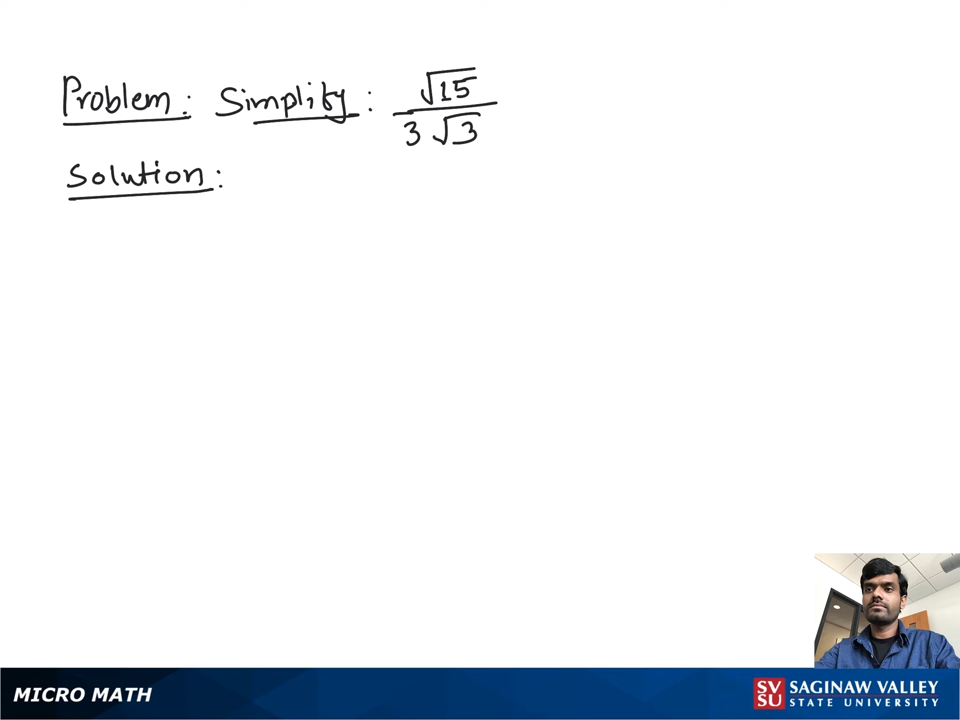 Problem: Simplify: √15 / 3√3
Solution:
MICRO MATH
SV SU SAGINAW VALLEY STATE UNIVERSITY